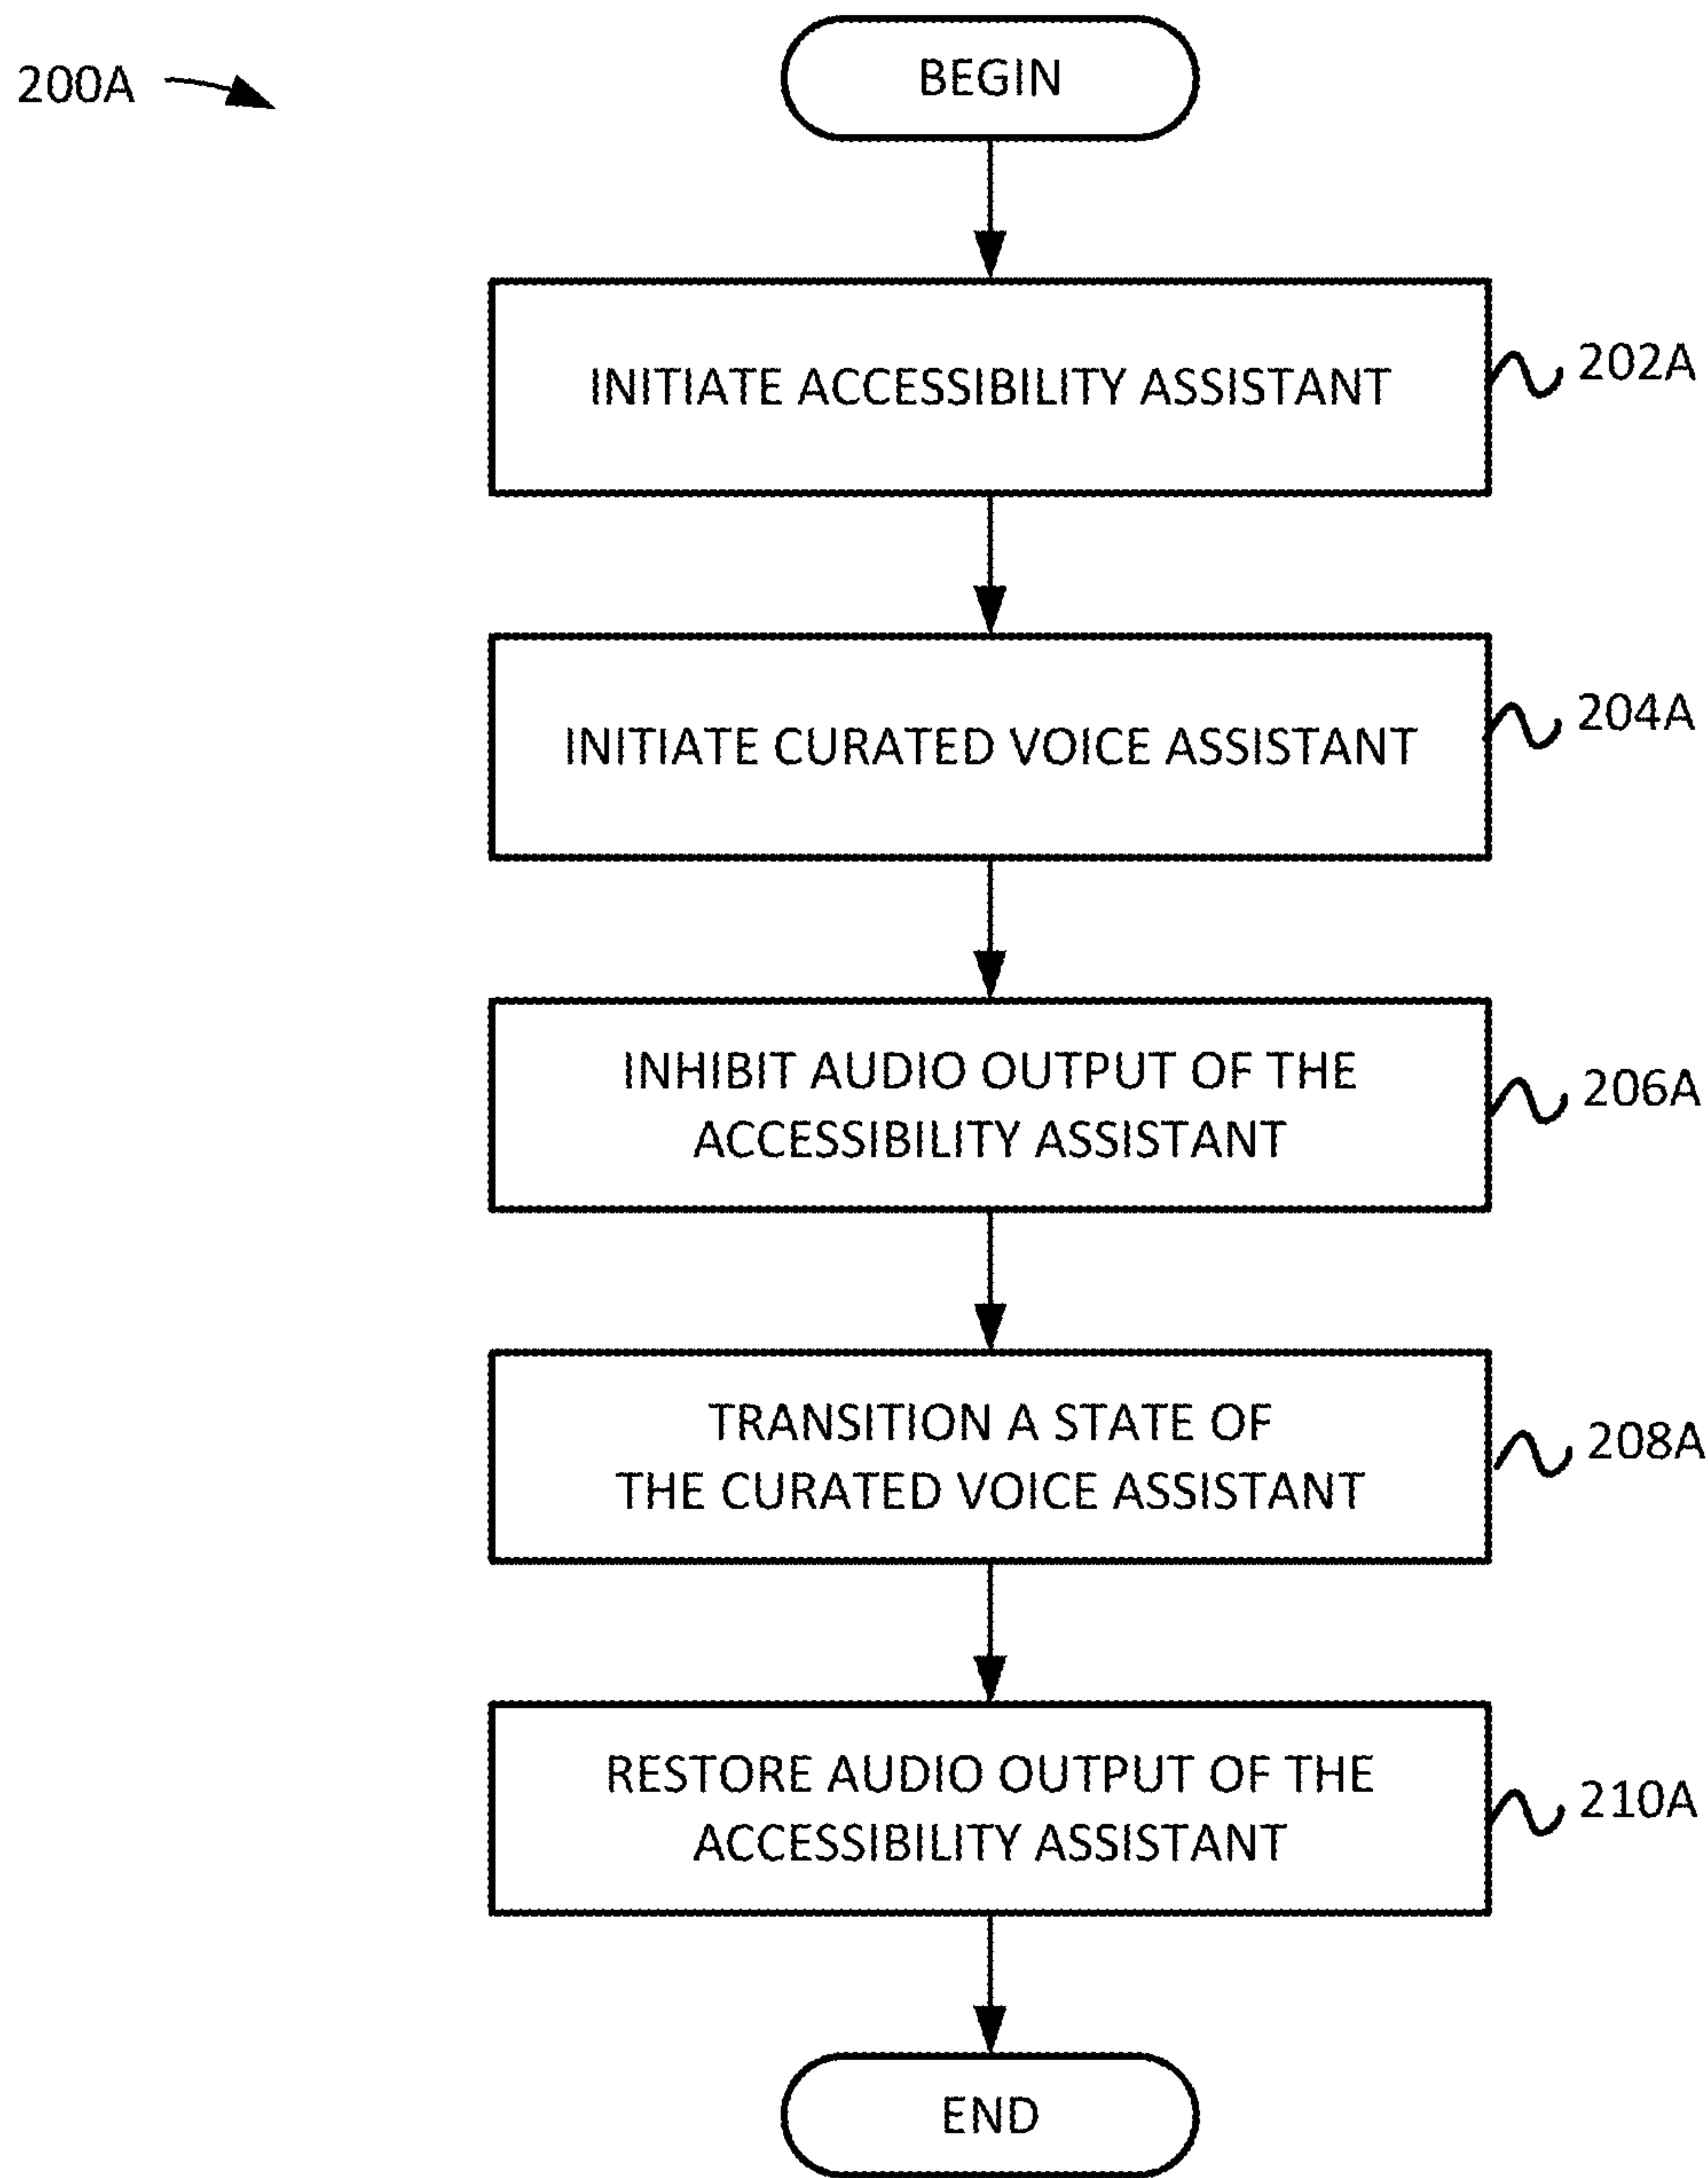 200A
BEGIN
INITIATE ACCESSIBILITY ASSISTANT
202A
INITIATE CURATED VOICE ASSISTANT
204A
INHIBIT AUDIO OUTPUT OF THE
ACCESSIBILITY ASSISTANT
206A
TRANSITION A STATE OF
THE CURATED VOICE ASSISTANT
208A
RESTORE AUDIO OUTPUT OF THE
ACCESSIBILITY ASSISTANT
210A
END